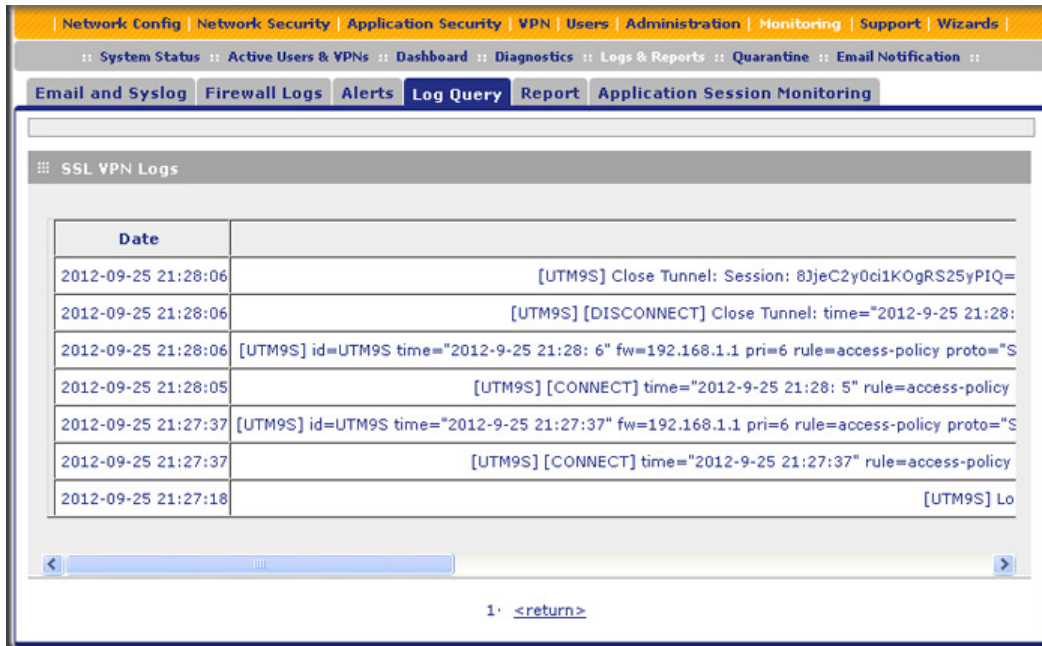 | Network Config | Network Security | Application Security | VPN | Users | Administration | Monitoring | Support | Wizards |
:: System Status :: Active Users & VPNs :: Dashboard :: Diagnostics :: Logs & Reports :: Quarantine :: Email Notification ::
Email and Syslog Firewall Logs Alerts Log Query Report Application Session Monitoring
SSL VPN Logs
Date
2012-09-25 21:28:06 [UTM9S] Close Tunnel: Session: 8JjeC2y0ci1KOgRS25yPIQ=
2012-09-25 21:28:06 [UTM9S] [DISCONNECT] Close Tunnel: time="2012-9-25 21:28:
2012-09-25 21:28:06 [UTM9S] id=UTM9S time="2012-9-25 21:28: 6" fw=192.168.1.1 pri=6 rule=access-policy proto="S
2012-09-25 21:28:05 [UTM9S] [CONNECT] time="2012-9-25 21:28: 5" rule=access-policy
2012-09-25 21:27:37 [UTM9S] id=UTM9S time="2012-9-25 21:27:37" fw=192.168.1.1 pri=6 rule=access-policy proto="S
2012-09-25 21:27:37 [UTM9S] [CONNECT] time="2012-9-25 21:27:37" rule=access-policy
2012-09-25 21:27:18 [UTM9S] Lo
1· <return>